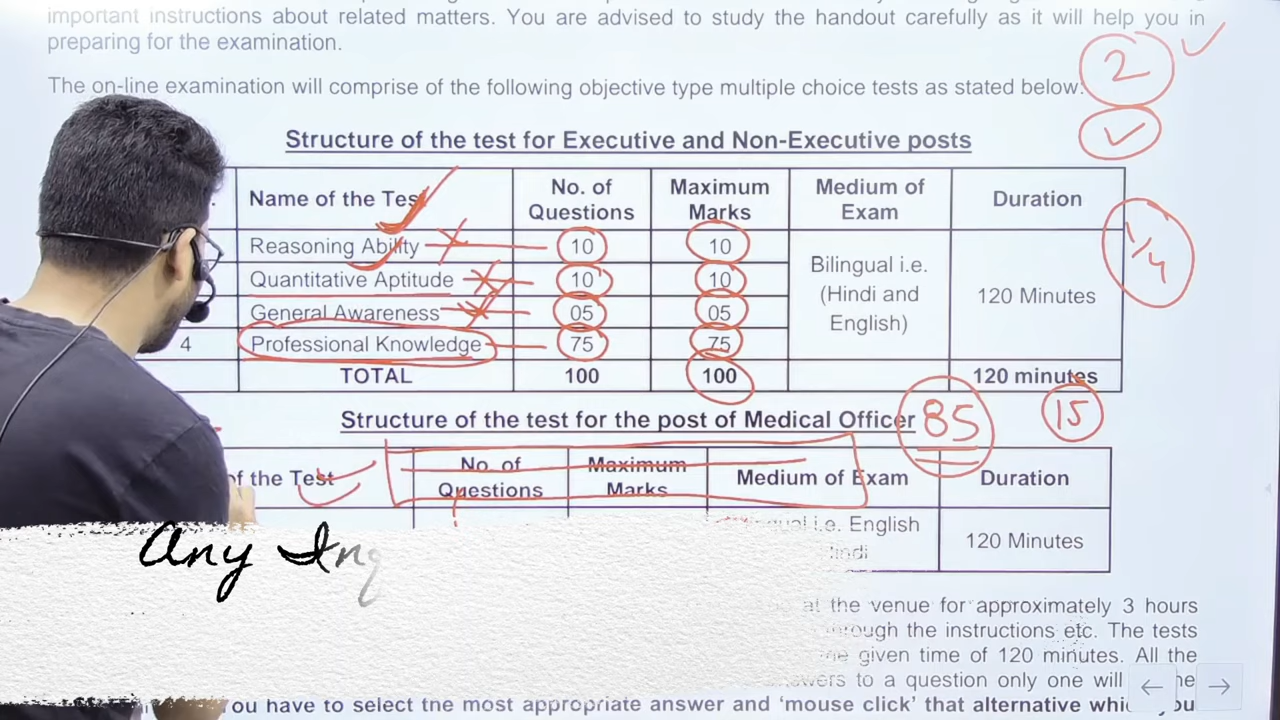 important instructions about related matters. You are advised to study the handout carefully as it will help you in
preparing for the examination.
The on-line examination will comprise of the following objective type multiple choice tests as stated below:
2
Structure of the test for Executive and Non-Executive posts
Name of the Test No. of Questions Maximum Marks Medium of Exam Duration
Reasoning Ability 10 10 Bilingual i.e. (Hindi and English) 120 Minutes
1/4
Quantitative Aptitude 10 10
General Awareness 05 05
4 Professional Knowledge 75 75
TOTAL 100 100 120 minutes
Structure of the test for the post of Medical Officer 85 15
of the Test No. of Questions Maximum Marks Medium of Exam Duration
i.e. English 120 Minutes
Any
at the venue for approximately 3 hours
through the instructions etc. The tests
given time of 120 minutes. All the
to a question only one will
you have to select the most appropriate answer and ‘mouse click’ that alternative